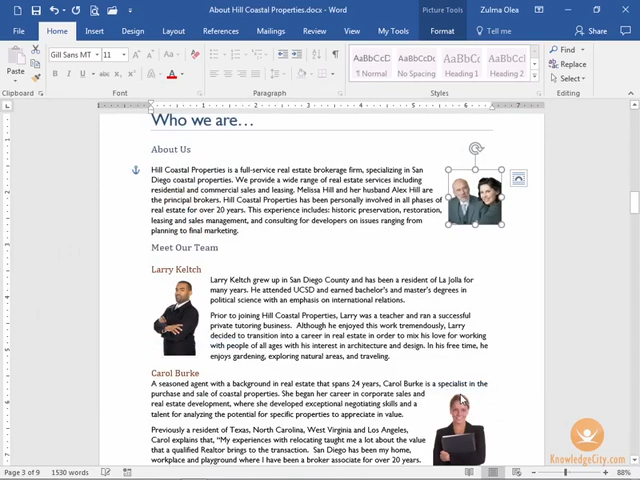 About Hill Coastal Properties.docx - Word
Picture Tools
Zulma Olea
File
Home
Insert
Design
Layout
References
Mailings
Review
View
My Tools
Format
Tell me
Share
Paste
Gill Sans MT
11
Clipboard
Font
Paragraph
AaBbCcD
¶ Normal
AaBbCcDc
No Spacing
AaBbCcI
Heading 1
AaBbCcI
Heading 2
Styles
Find
Replace
Select
Editing
Who we are…
About Us
Hill Coastal Properties is a full-service real estate brokerage firm, specializing in San
Diego coastal properties. We provide a wide range of real estate services including
residential and commercial sales and leasing. Melissa Hill and her husband Alex Hill are
the principal brokers. Hill Coastal Properties has been personally involved in all phases of
real estate for over 20 years. This experience includes: historic preservation, restoration,
leasing and sales management, and consulting for developers on issues ranging from
planning to final marketing.
Meet Our Team
Larry Keltch
Larry Keltch grew up in San Diego County and has been a resident of La Jolla for
many years. He attended UCSD and earned bachelor's and master's degrees in
political science with an emphasis on international relations.
Prior to joining Hill Coastal Properties, Larry was a teacher and ran a successful
private tutoring business. Although he enjoyed this work tremendously, Larry
decided to transition into a career in real estate in order to mix his love for working
with people of all ages with his interest in architecture and design. In his free time, he
enjoys gardening, exploring natural areas, and traveling.
Carol Burke
A seasoned agent with a background in real estate that spans 24 years, Carol Burke is a specialist in the
purchase and sale of coastal properties. She began her career in corporate sales and
real estate development, where she developed exceptional negotiating skills and a
talent for analyzing the potential for specific properties to appreciate in value.
Previously a resident of Texas, North Carolina, West Virginia and Los Angeles,
Carol explains that, "My experiences with relocating taught me a lot about the value
that a qualified Realtor brings to the transaction. San Diego has been my home,
workplace and playground where I have been a broker associate for over 20 years.
KnowledgeCity.com
Page 3 of 9
1530 words
88%